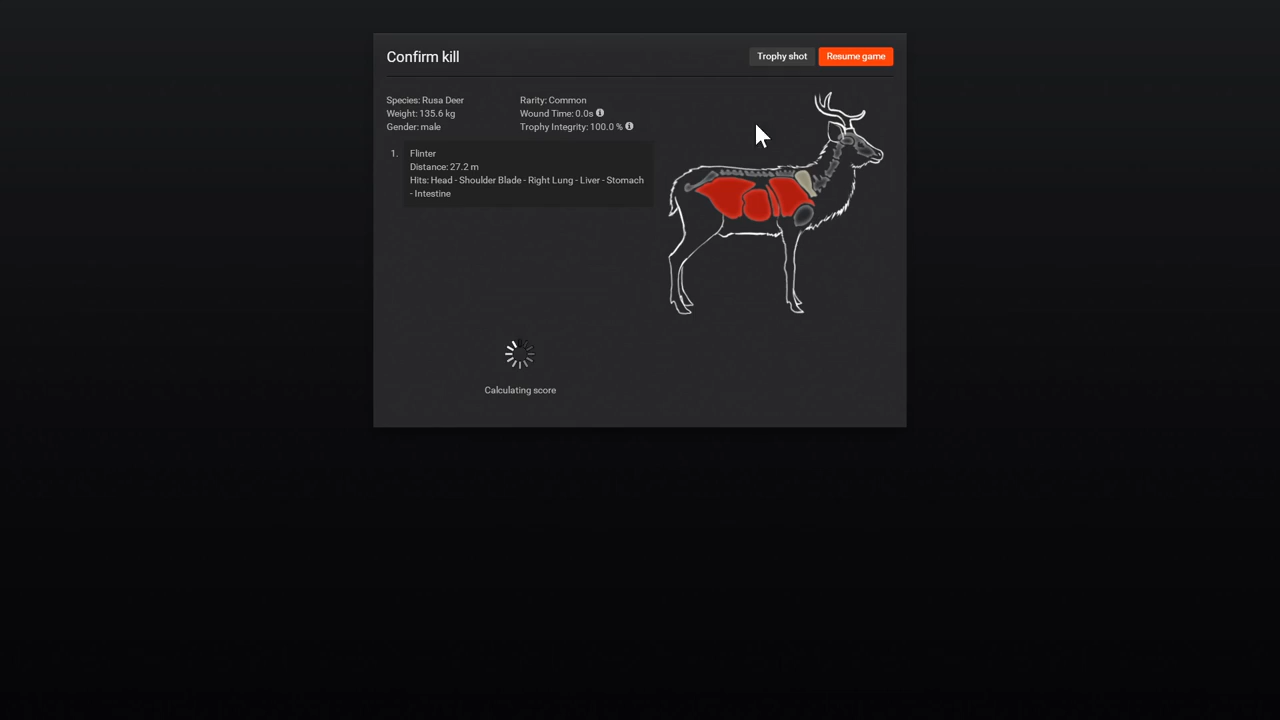 Confirm kill
Trophy shot
Resume game
Species: Rusa Deer
Weight: 135.6 kg
Gender: male
Rarity: Common
Wound Time: 0.0s
Trophy Integrity: 100.0 %
1.
Flinter
Distance: 27.2 m
Hits: Head - Shoulder Blade - Right Lung - Liver - Stomach
- Intestine
Calculating score